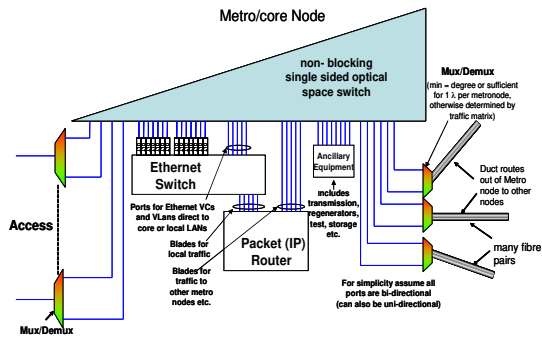 Metro/core Node
non- blocking
single sided optical
space switch
Mux/Demux
(min = degree or sufficient
for 1 λ per metronode,
otherwise determined by
traffic matrix)
Ethernet
Switch
Ancillary
Equipment
Includes
transmission,
regenerators,
test, storage
etc.
Duct routes
out of Metro
node to other
nodes
Ports for Ethernet VCs
and VLans direct to
core or local LANs
Access
Blades for
local traffic
Packet (IP)
Router
Blades for
traffic to
other metro
nodes etc.
many fibre
pairs
For simplicity assume all
ports are bi-directional
(can also be uni-directional)
Mux/Demux